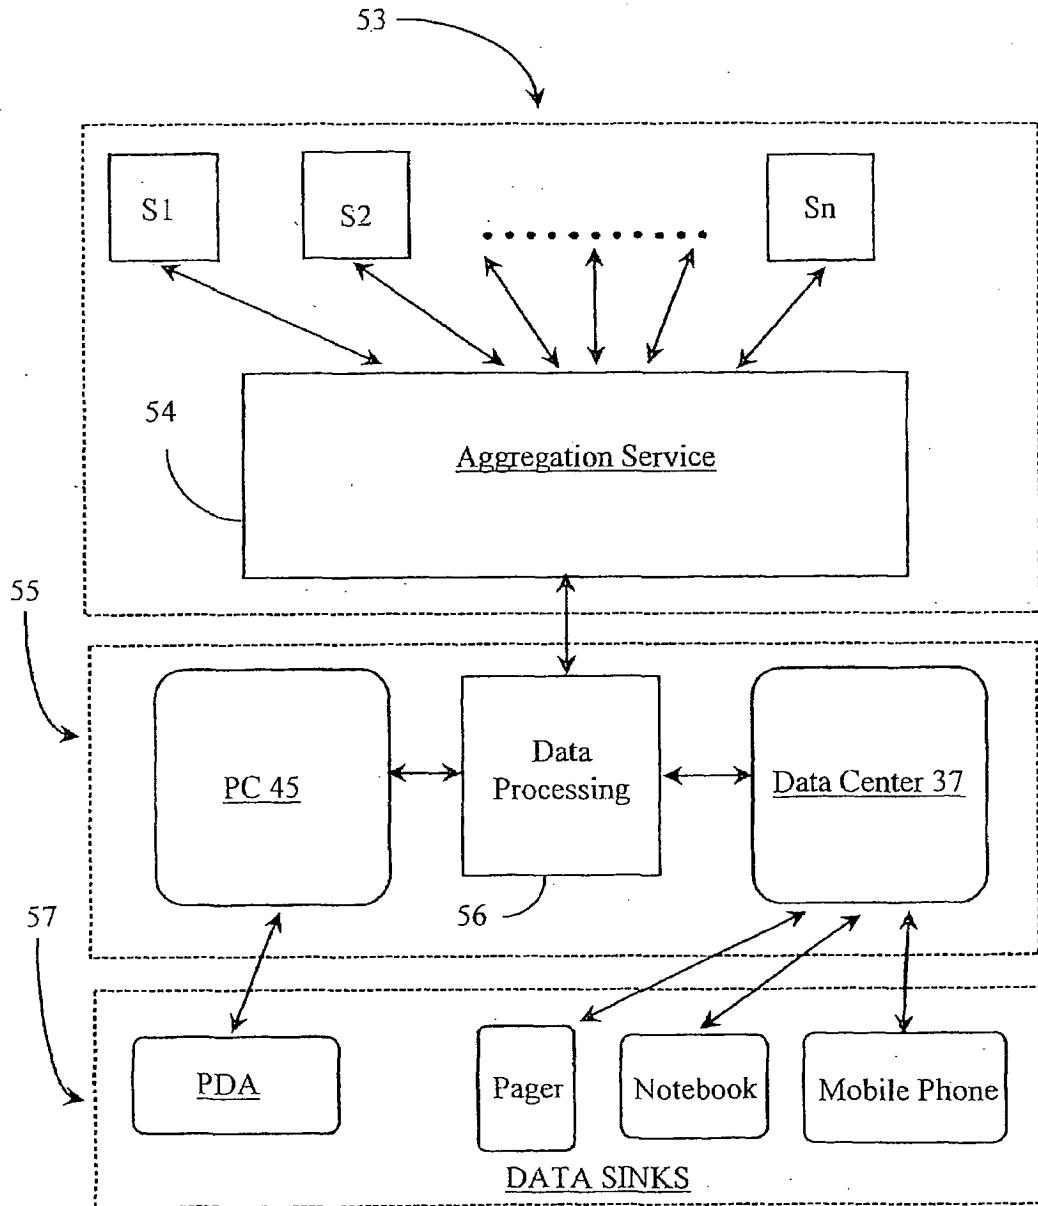 53
S1
S2
Sn
54
Aggregation Service
55
PC 45
Data
Processing
Data Center 37
56
57
PDA
Pager
Notebook
Mobile Phone
DATA SINKS